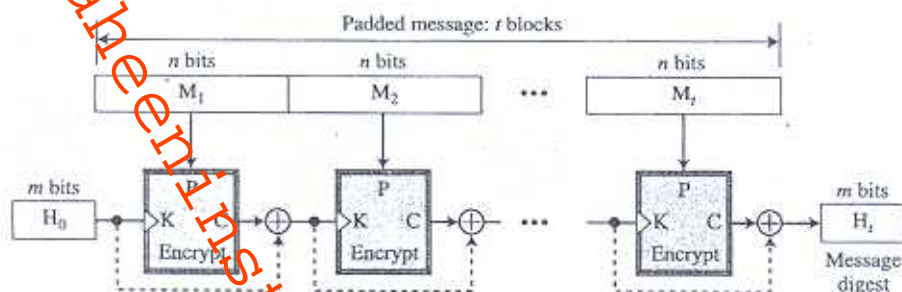 Padded message: t blocks
n bits n bits n bits
M₁ M₂ ... Mₜ
m bits P P P m bits
H₀ K C K C ... K C Hₜ
Encrypt Encrypt Encrypt Message
digest